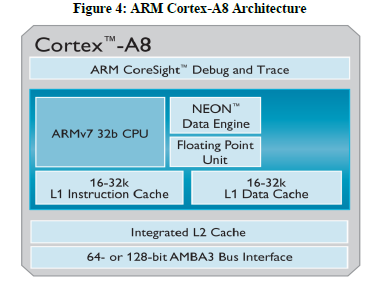 Figure 4: ARM Cortex-A8 Architecture
Cortex™-A8
ARM CoreSight™ Debug and Trace
ARMv7 32b CPU
NEON™
Data Engine
Floating Point
Unit
16-32k
L1 Instruction Cache
16-32k
L1 Data Cache
Integrated L2 Cache
64- or 128-bit AMBA3 Bus Interface